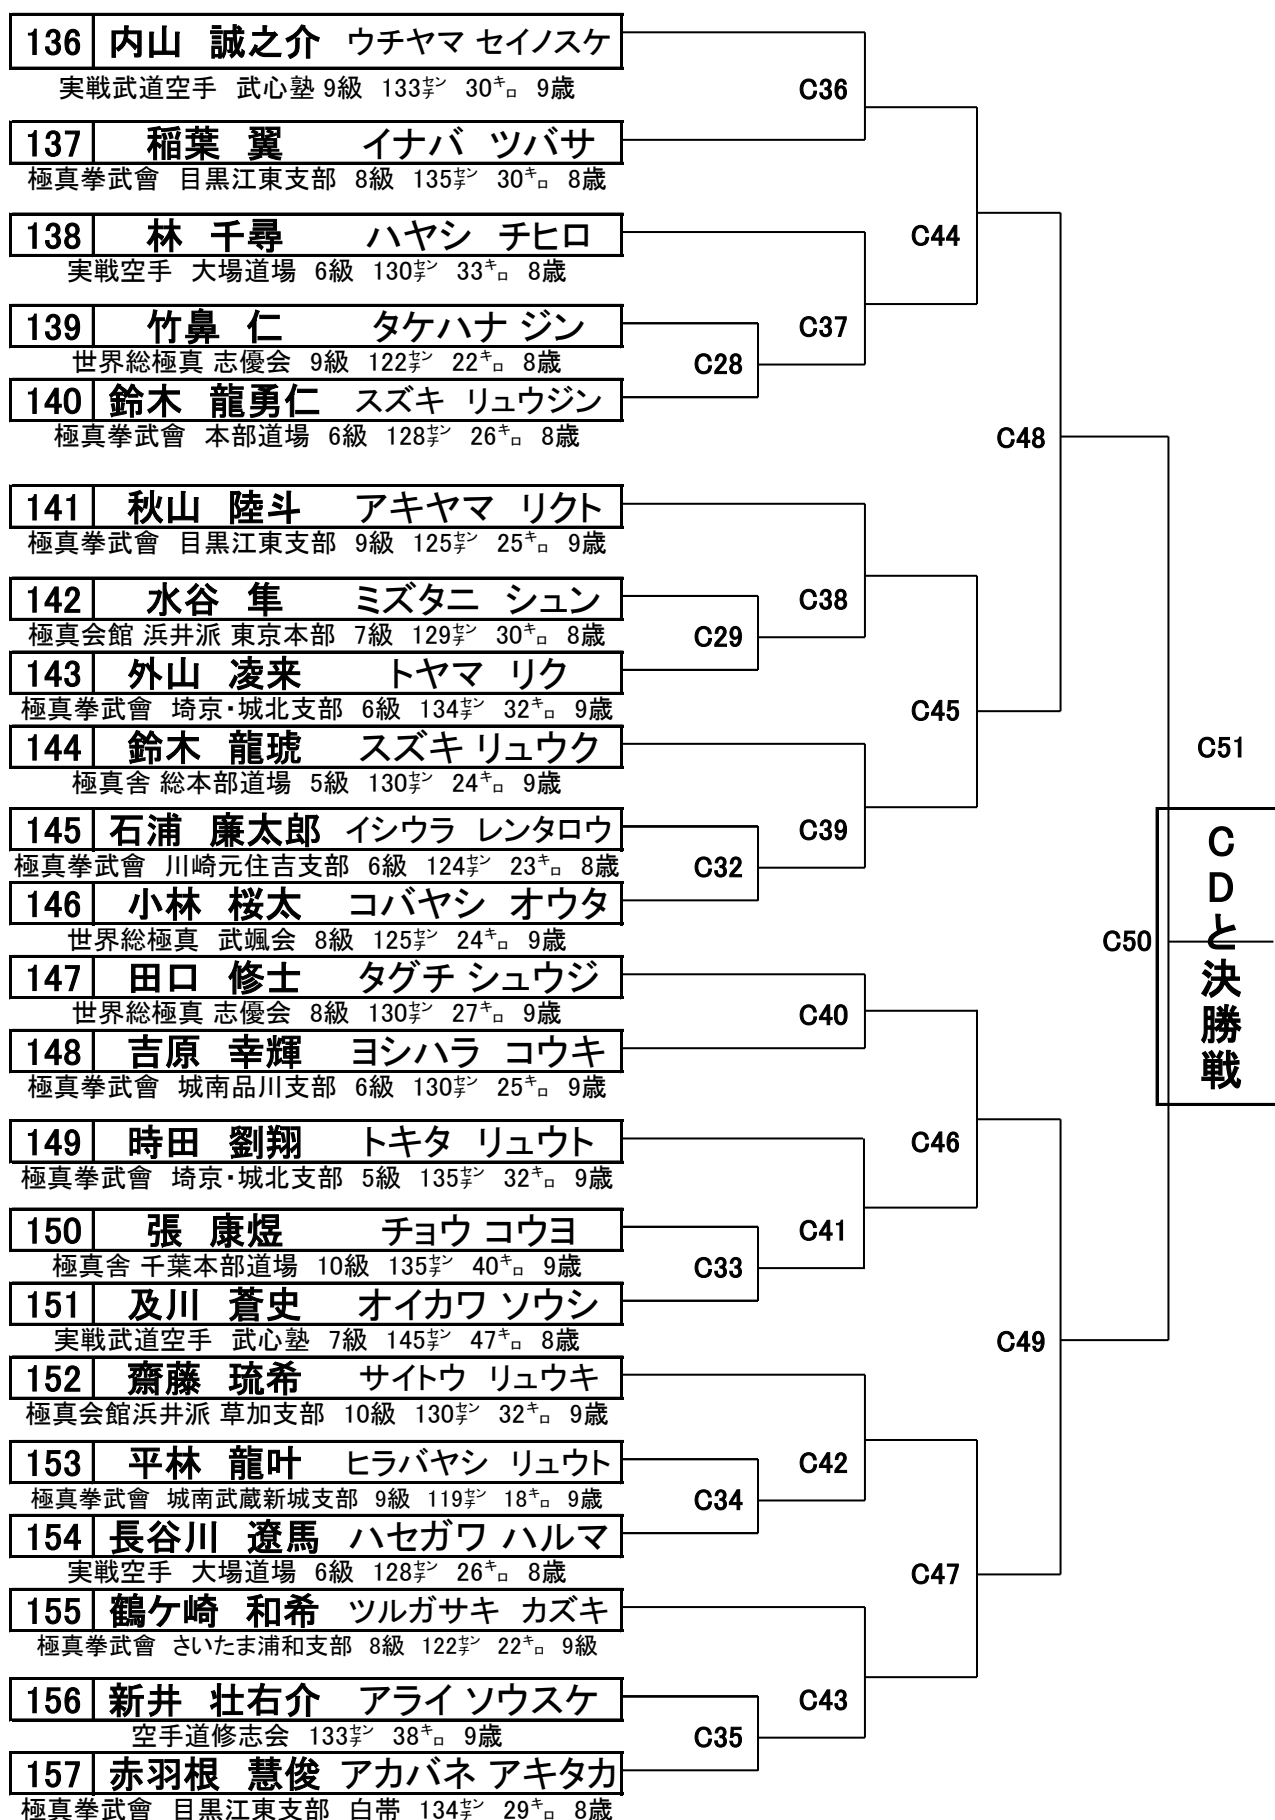 136 内山 誠之介 ウチヤマ セイノスケ
実戦武道空手 武心塾 9級 133㌢ 30㌔ 9歳
C36
137 稲葉 翼 イナバ ツバサ
極真拳武會 目黒江東支部 8級 135㌢ 30㌔ 8歳
138 林 千尋 ハヤシ チヒロ
C44
実戦空手 大場道場 6級 130㌢ 33㌔ 8歳
139 竹鼻 仁 タケハナ ジン
C37
世界総極真 志優会 9級 122㌢ 22㌔ 8歳
C28
140 鈴木 龍勇仁 スズキ リュウジン
極真拳武會 本部道場 6級 128㌢ 26㌔ 8歳
C48
141 秋山 陸斗 アキヤマ リクト
極真拳武會 目黒江東支部 9級 125㌢ 25㌔ 9歳
142 水谷 隼 ミズタニ シュン
C38
極真会館 浜井派 東京本部 7級 129㌢ 30㌔ 8歳
C29
143 外山 凌来 トヤマ リク
極真拳武會 埼京・城北支部 6級 134㌢ 32㌔ 9歳
C45
144 鈴木 龍琥 スズキ リュウク
C51
極真舎 総本部道場 5級 130㌢ 24㌔ 9歳
145 石浦 廉太郎 イシウラ レンタロウ
C39
極真拳武會 川崎元住吉支部 6級 124㌢ 23㌔ 8歳
C32
146 小林 桜太 コバヤシ オウタ
世界総極真 武颯会 8級 125㌢ 24㌔ 9歳
C50
CDと決勝戦
147 田口 修士 タグチ シュウジ
世界総極真 志優会 8級 130㌢ 27㌔ 9歳
C40
148 吉原 幸輝 ヨシハラ コウキ
極真拳武會 城南品川支部 6級 130㌢ 25㌔ 9歳
149 時田 劉翔 トキタ リュウト
C46
極真拳武會 埼京・城北支部 5級 135㌢ 32㌔ 9歳
150 張 康煜 チョウ コウヨ
C41
極真舎 千葉本部道場 10級 135㌢ 40㌔ 9歳
C33
151 及川 蒼史 オイカワ ソウシ
実戦武道空手 武心塾 7級 145㌢ 47㌔ 8歳
C49
152 齋藤 琉希 サイトウ リュウキ
極真会館浜井派 草加支部 10級 130㌢ 32㌔ 9歳
153 平林 龍叶 ヒラバヤシ リュウト
C42
極真拳武會 城南武蔵新城支部 9級 119㌢ 18㌔ 9歳
C34
154 長谷川 遼馬 ハセガワ ハルマ
実戦空手 大場道場 6級 128㌢ 26㌔ 8歳
C47
155 鶴ケ崎 和希 ツルガサキ カズキ
極真拳武會 さいたま浦和支部 8級 122㌢ 22㌔ 9級
156 新井 壮右介 アライ ソウスケ
C43
空手道修志会 133㌢ 38㌔ 9歳
C35
157 赤羽根 慧俊 アカバネ アキタカ
極真拳武會 目黒江東支部 白帯 134㌢ 29㌔ 8歳